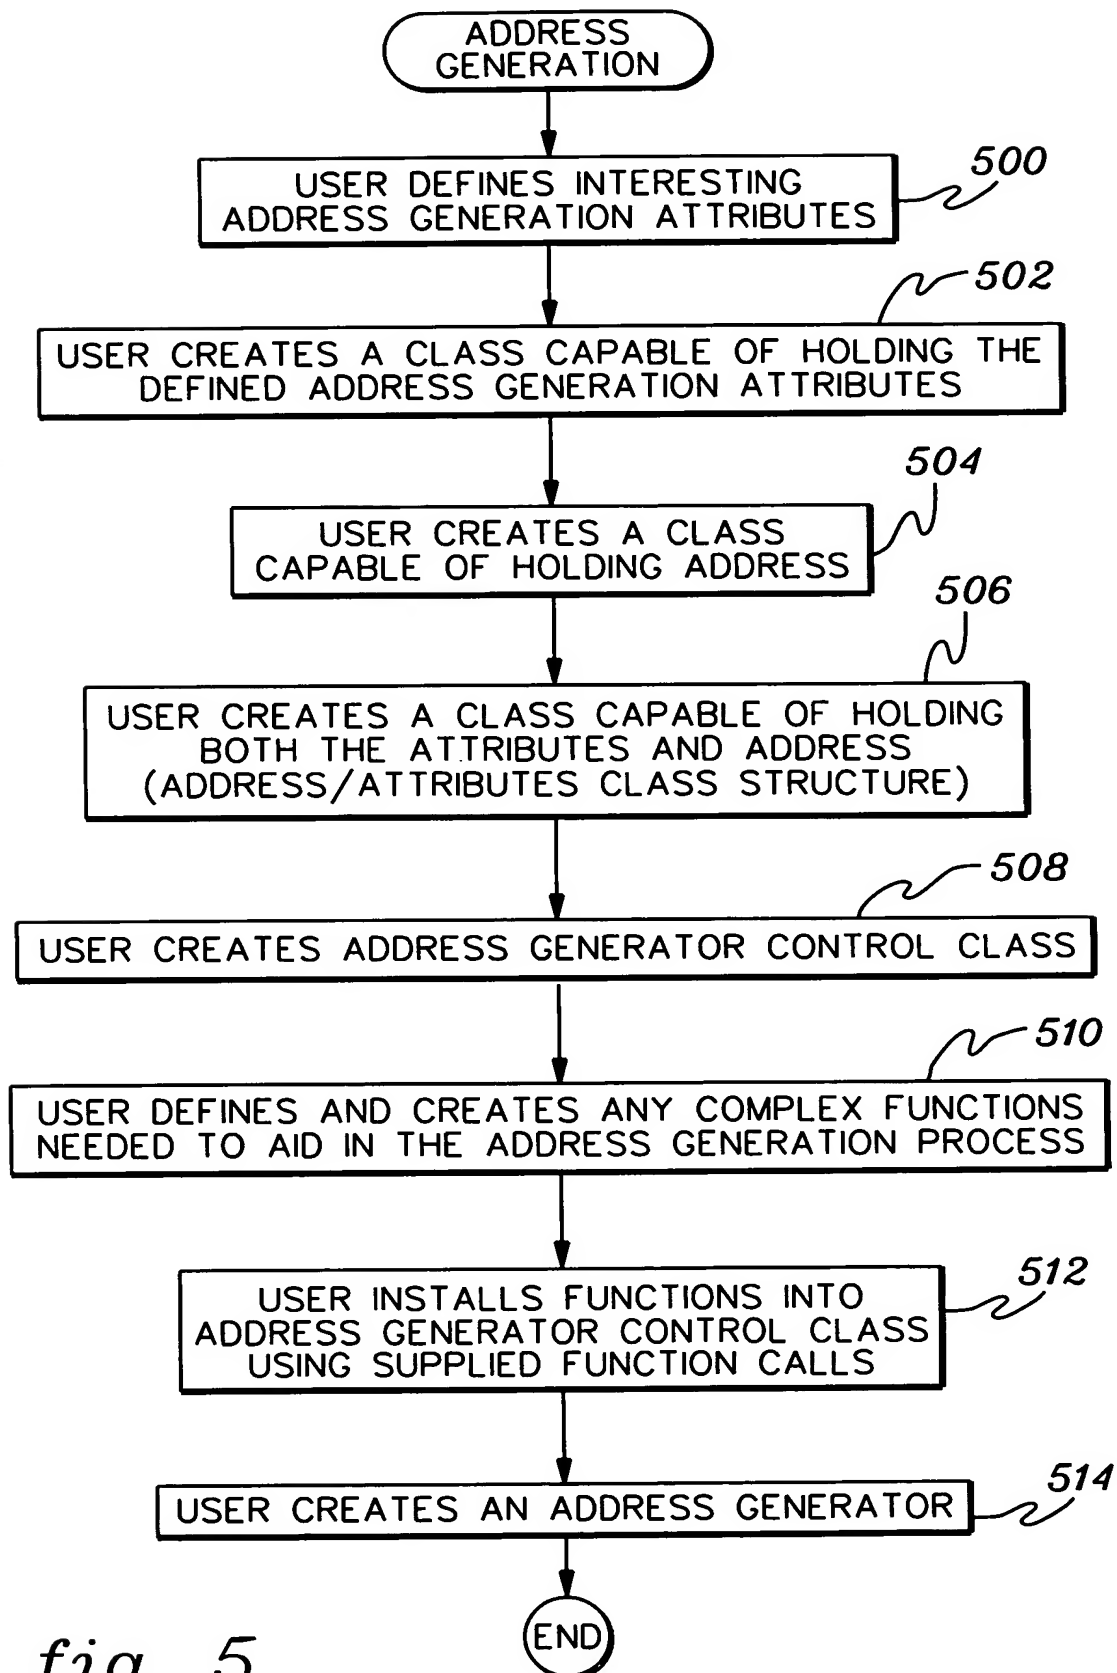 ADDRESS
GENERATION
500
USER DEFINES INTERESTING
ADDRESS GENERATION ATTRIBUTES
502
USER CREATES A CLASS CAPABLE OF HOLDING THE
DEFINED ADDRESS GENERATION ATTRIBUTES
504
USER CREATES A CLASS
CAPABLE OF HOLDING ADDRESS
506
USER CREATES A CLASS CAPABLE OF HOLDING
BOTH THE ATTRIBUTES AND ADDRESS
(ADDRESS/ATTRIBUTES CLASS STRUCTURE)
508
USER CREATES ADDRESS GENERATOR CONTROL CLASS
510
USER DEFINES AND CREATES ANY COMPLEX FUNCTIONS
NEEDED TO AID IN THE ADDRESS GENERATION PROCESS
512
USER INSTALLS FUNCTIONS INTO
ADDRESS GENERATOR CONTROL CLASS
USING SUPPLIED FUNCTION CALLS
514
USER CREATES AN ADDRESS GENERATOR
END
fig. 5